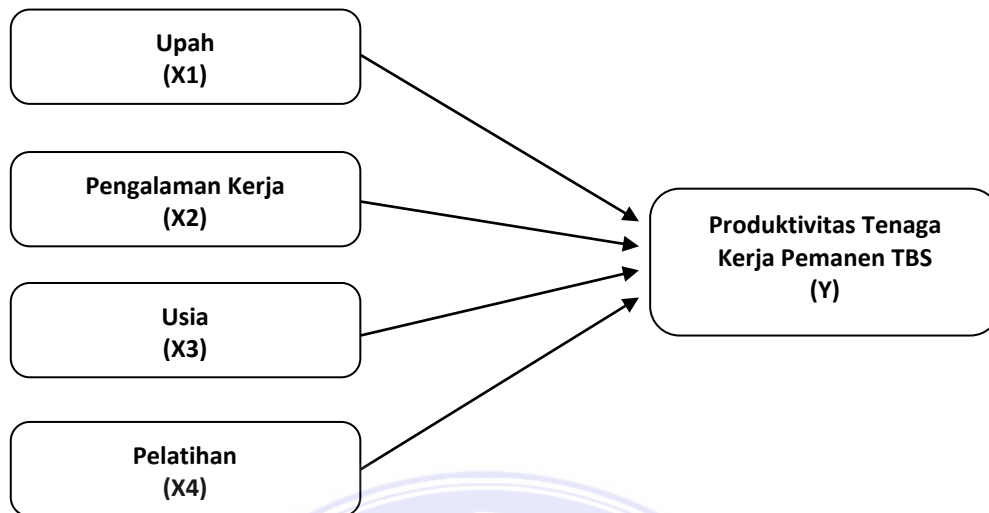 Upah
(X1)
Pengalaman Kerja
(X2)
Usia
(X3)
Pelatihan
(X4)
Produktivitas Tenaga
Kerja Pemanen TBS
(Y)